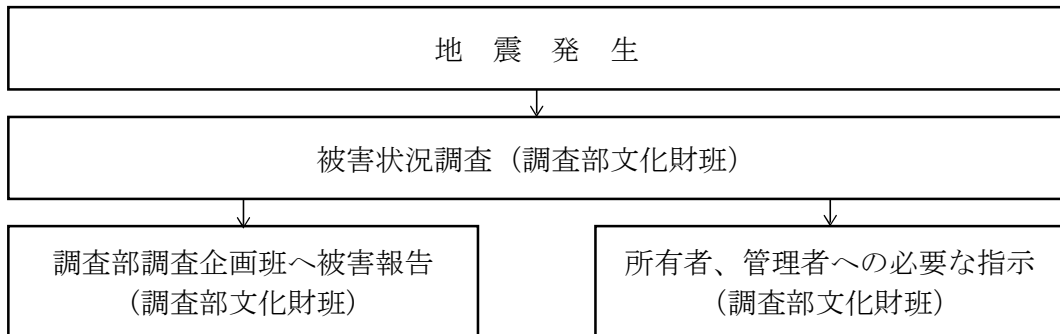 地　震　発　生
被害状況調査（調査部文化財班）
調査部調査企画班へ被害報告
（調査部文化財班）
所有者、管理者への必要な指示
（調査部文化財班）